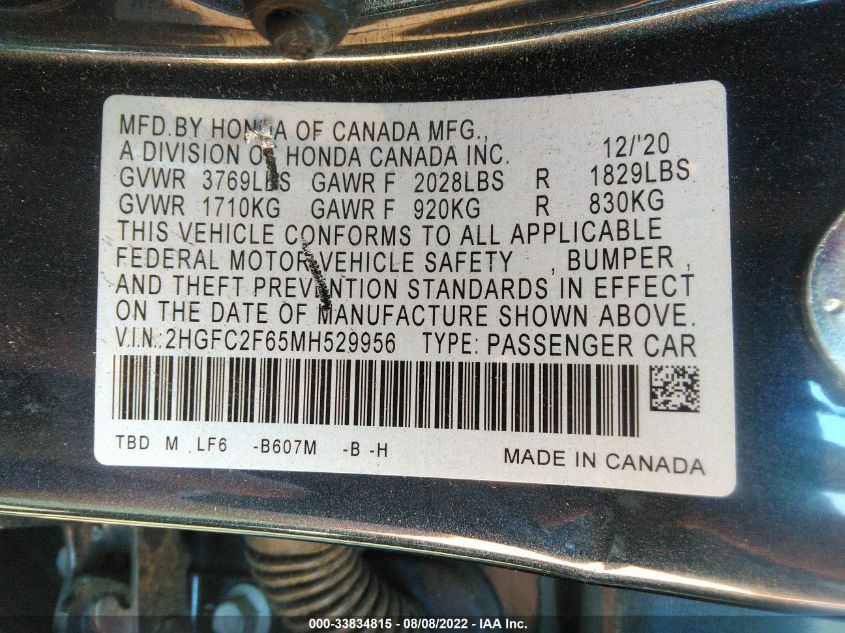 MFD.BY HONDA OF CANADA MFG.,
A DIVISION OF HONDA CANADA INC. 12/'20
GVWR 3769LBS GAWR F 2028LBS R 1829LBS
GVWR 1710KG GAWR F 920KG R 830KG
THIS VEHICLE CONFORMS TO ALL APPLICABLE
FEDERAL MOTOR VEHICLE SAFETY , BUMPER ,
AND THEFT PREVENTION STANDARDS IN EFFECT
ON THE DATE OF MANUFACTURE SHOWN ABOVE.
V.I.N.:2HGFC2F65MH529956 TYPE: PASSENGER CAR
TBD M .LF6 -B607M -B -H MADE IN CANADA
000-33834815 - 08/08/2022 - IAA Inc.